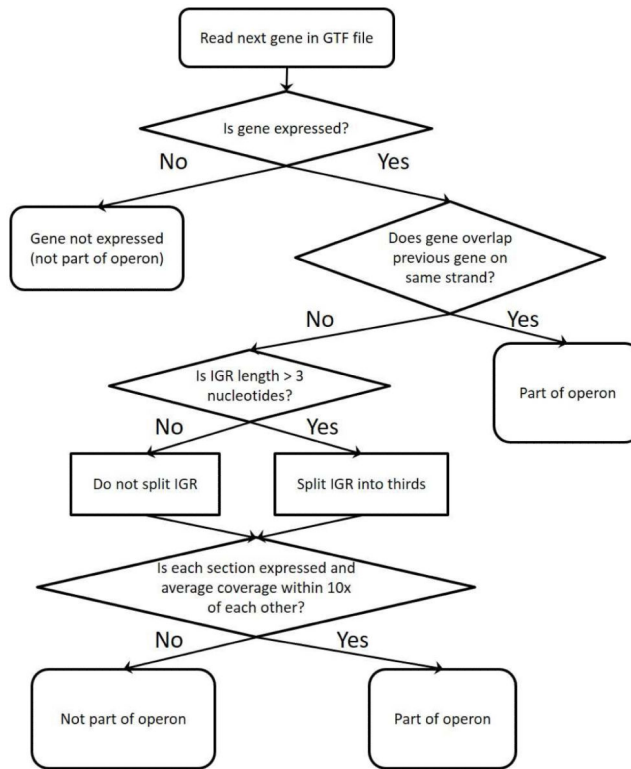 Read next gene in GTF file
Is gene expressed?
No
Yes
Gene not expressed
(not part of operon)
Does gene overlap
previous gene on
same strand?
No
Yes
Part of operon
Is IGR length > 3
nucleotides?
No
Yes
Do not split IGR
Split IGR into thirds
Is each section expressed and
average coverage within 10x
of each other?
No
Yes
Not part of operon
Part of operon